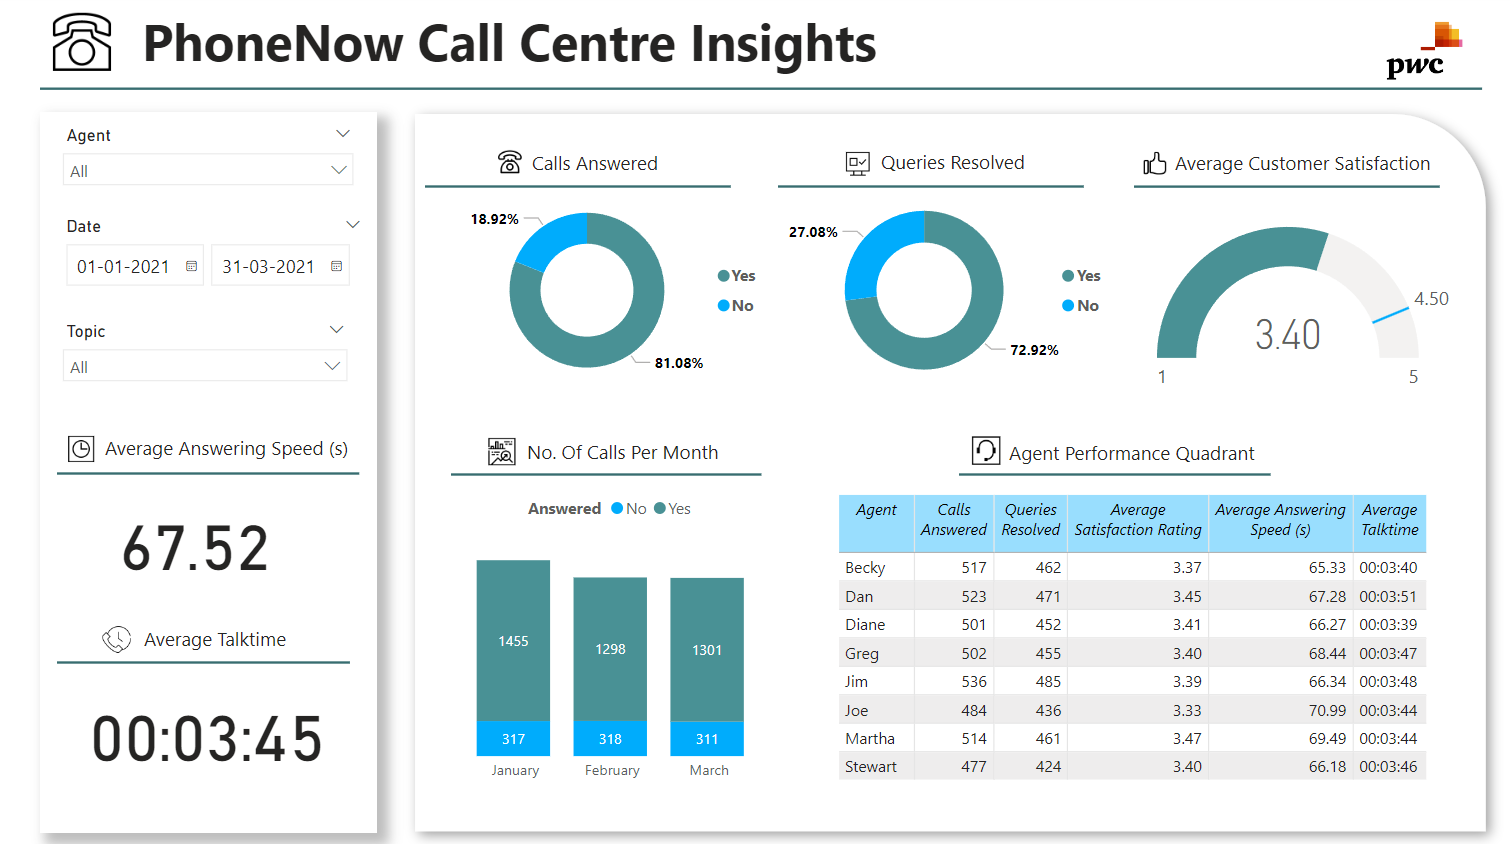 PhoneNow Call Centre Insights
pwc
Agent
All
Date
01-01-2021 31-03-2021
Topic
All
Average Answering Speed (s)
67.52
Average Talktime
00:03:45
Calls Answered
18.92%
81.08%
Yes
No
Queries Resolved
27.08%
72.92%
Yes
No
Average Customer Satisfaction
4.50
3.40
1 5
No. Of Calls Per Month
Answered No Yes
1455 1298 1301
317 318 311
January February March
Agent Performance Quadrant
Agent Calls Answered Queries Resolved Average Satisfaction Rating Average Answering Speed (s) Average Talktime
Becky 517 462 3.37 65.33 00:03:40
Dan 523 471 3.45 67.28 00:03:51
Diane 501 452 3.41 66.27 00:03:39
Greg 502 455 3.40 68.44 00:03:47
Jim 536 485 3.39 66.34 00:03:48
Joe 484 436 3.33 70.99 00:03:44
Martha 514 461 3.47 69.49 00:03:44
Stewart 477 424 3.40 66.18 00:03:46